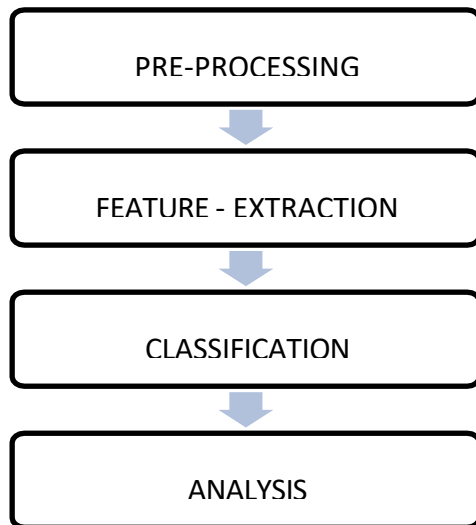 PRE-PROCESSING
FEATURE - EXTRACTION
CLASSIFICATION
ANALYSIS